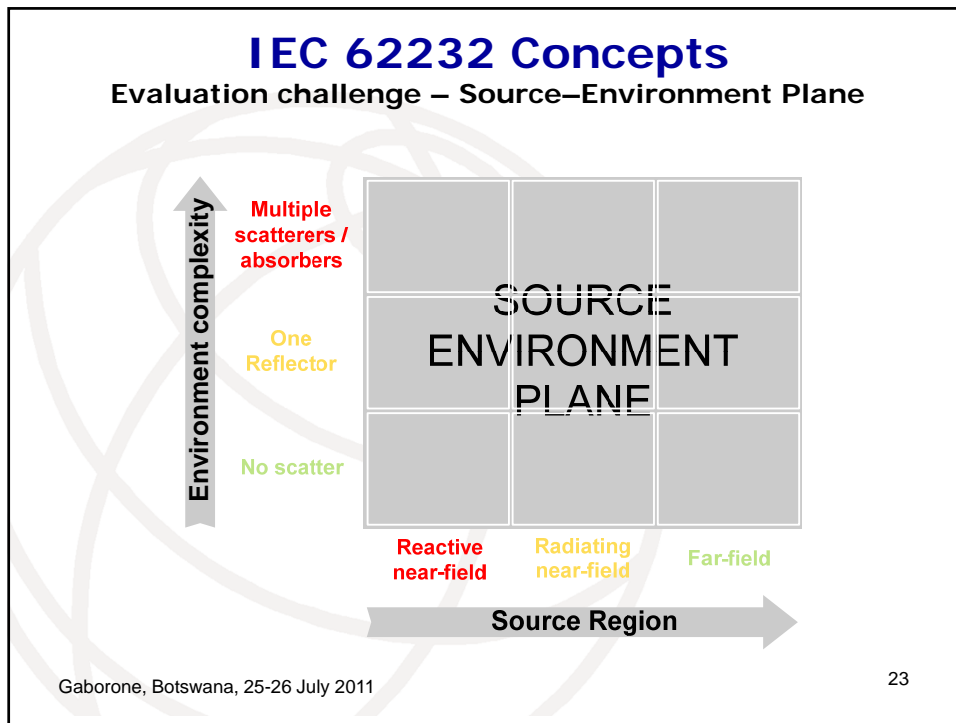 IEC 62232 Concepts
Evaluation challenge – Source–Environment Plane
Environment complexity
Multiple
scatterers /
absorbers
One
Reflector
No scatter
SOURCE
ENVIRONMENT
PLANE
Reactive
near-field
Radiating
near-field
Far-field
Source Region
Gaborone, Botswana, 25-26 July 2011
23